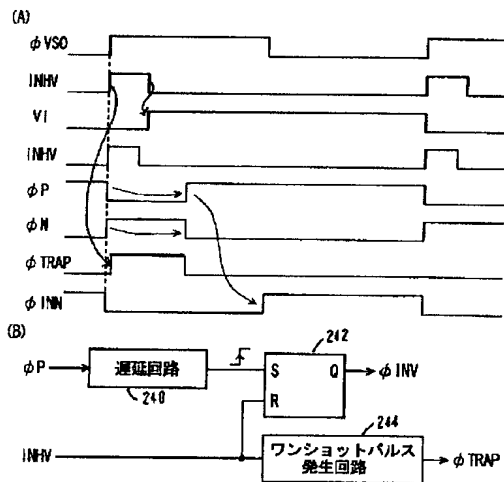 (A)
φVSO
INHV
VI
INHV
φP
φN
φTRAP
φINN
(B)
242
φP
遅延回路
S
Q
φINV
240
R
244
INHV
ワンショットパルス
発生回路
φTRAP